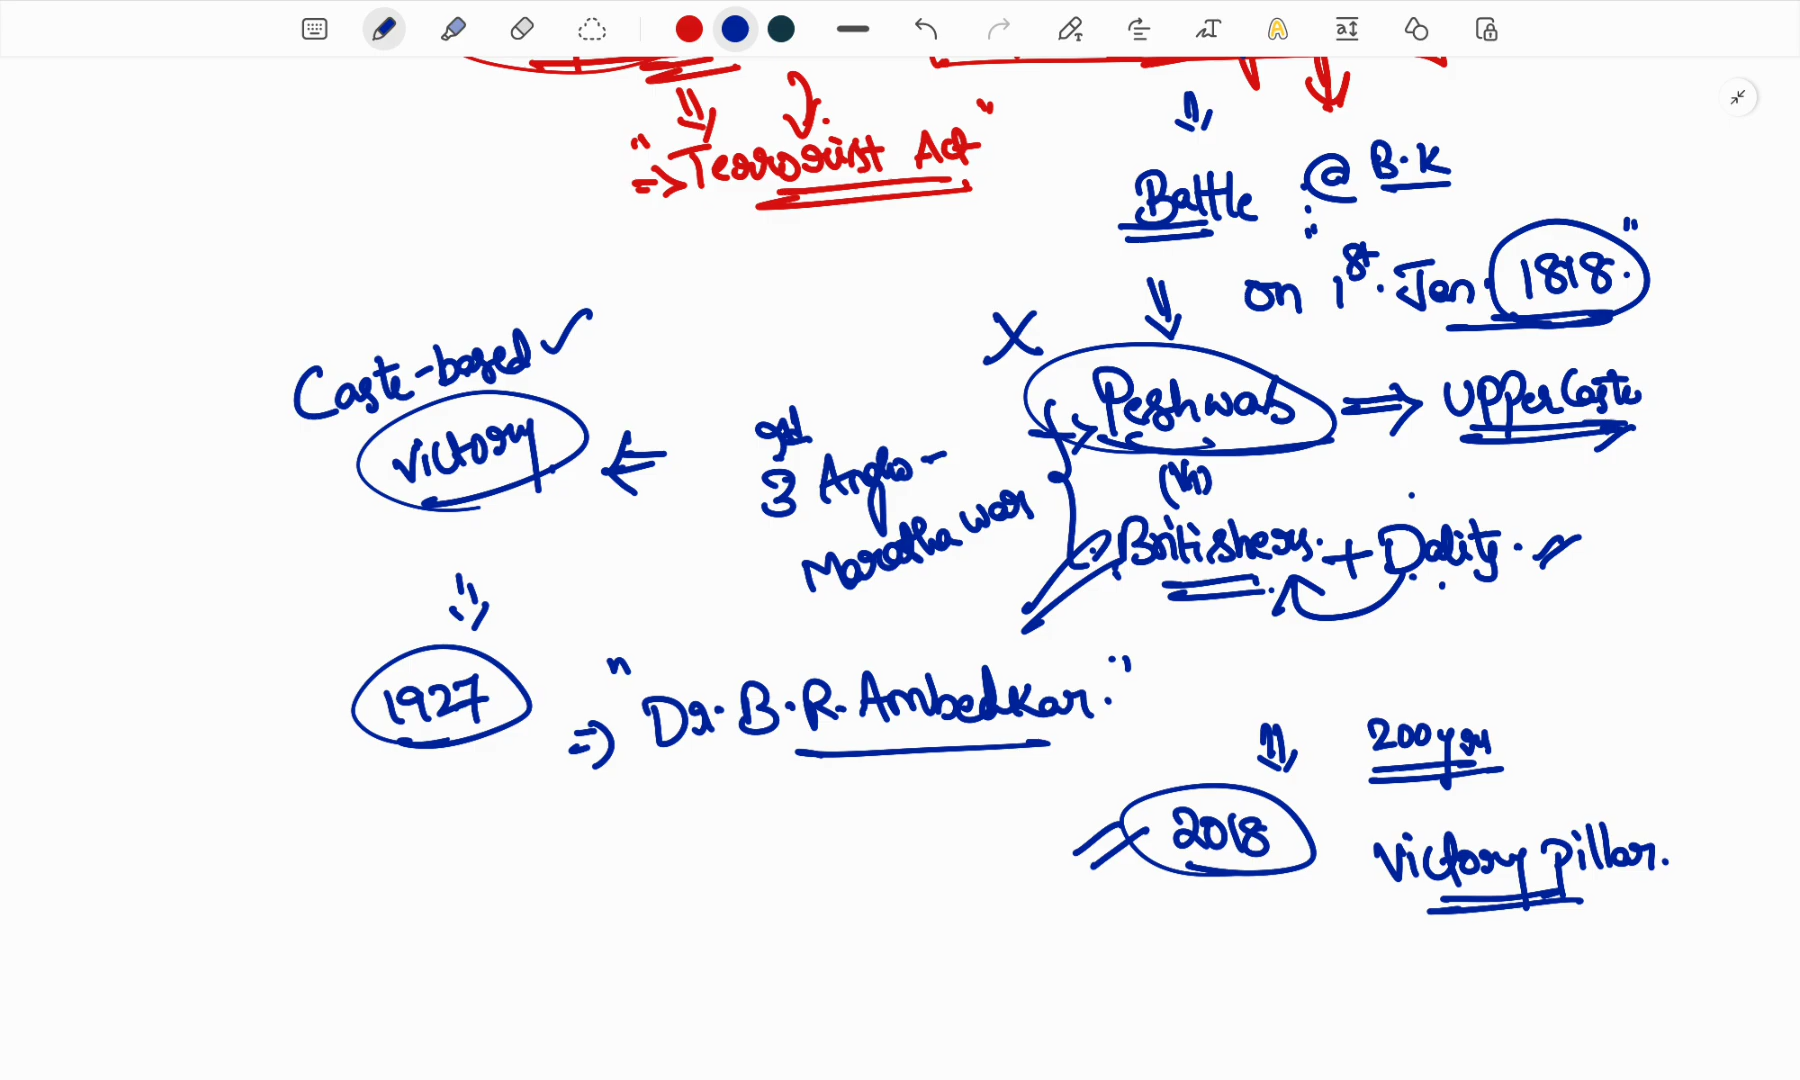 "Terrorist Act"
Battle @ B.K
on 1st Jan. 1818."
Caste-based
Victory
Peshwas
Uppercaste
3rd Anglo-
Maratha war
(Vs)
Britishers + Dalits.
1927
"Dr. B.R. Ambedkar."
200 yrs
2018
Victory Pillar.